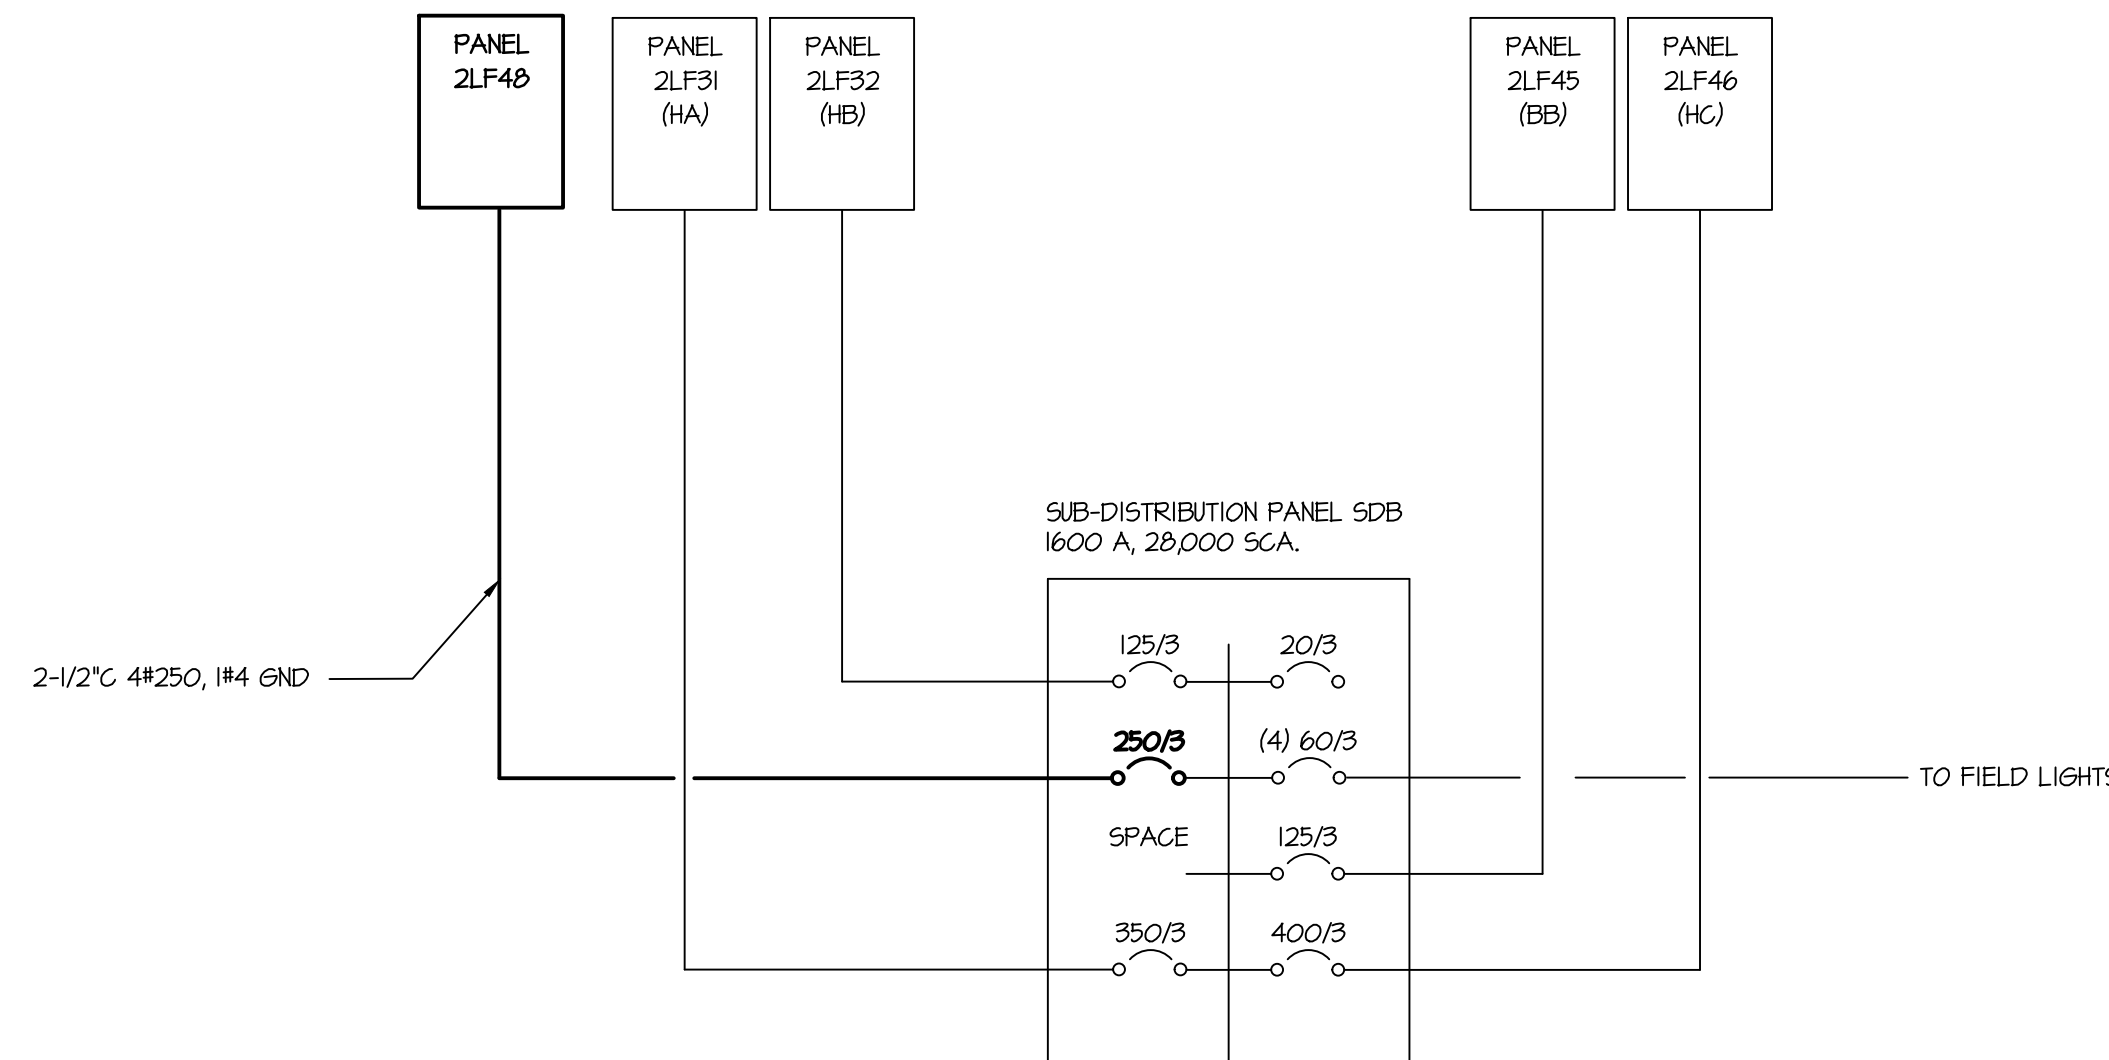 PANEL
2LF48
PANEL
2LF31
(HA)
PANEL
2LF32
(HB)
PANEL
2LF45
(BB)
PANEL
2LF46
(HC)
SUB-DISTRIBUTION PANEL SDB
1600 A, 28,000 SCA.
2-1/2"C 4#250, 1#4 GND
125/3
20/3
250/3
(4) 60/3
TO FIELD LIGHTS
SPACE
125/3
350/3
400/3